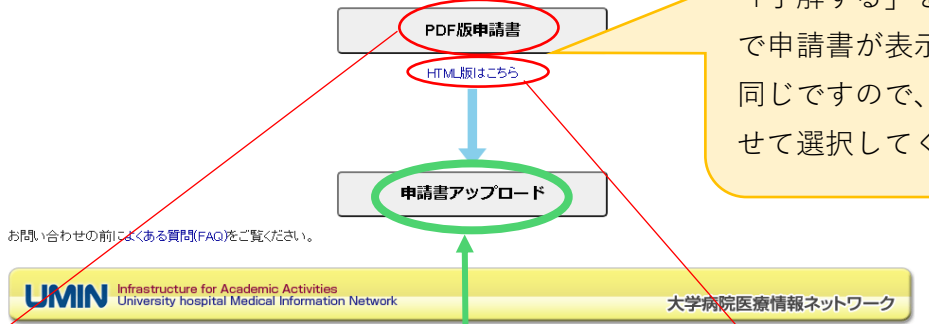 「了解する」を
PDF版申請書
で申請書が表示
HTML版はこちら
同じですので、
せて選択してく
申請書アップロード
お問い合わせの前によくある質問(FAQ)をご覧ください。
UMIN Infrastructure for Academic Activities
University hospital Medical Information Network
大学病院医療情報ネットワーク